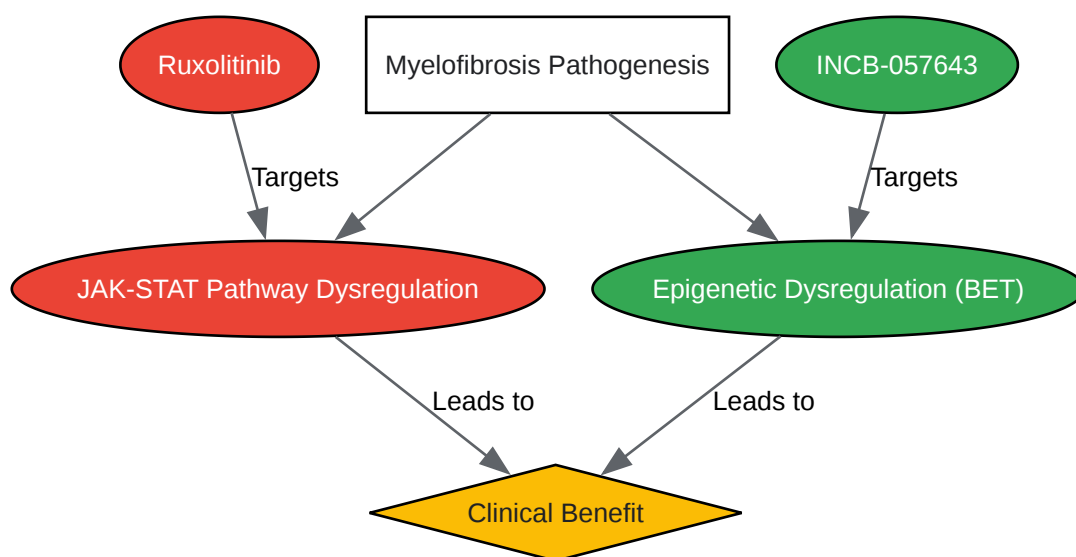 Ruxolitinib
Myelofibrosis Pathogenesis
INCB-057643
Targets
Targets
JAK-STAT Pathway Dysregulation
Epigenetic Dysregulation (BET)
Leads to
Leads to
Clinical Benefit